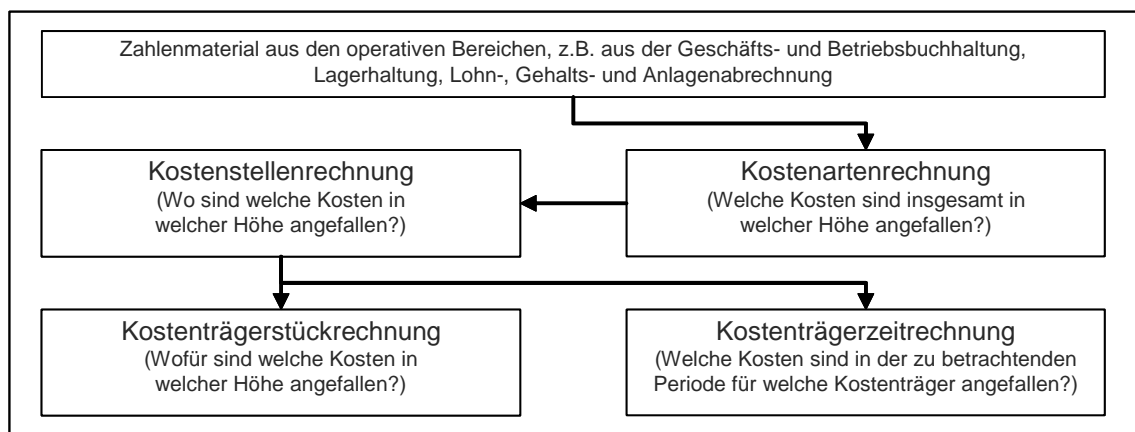 Zahlenmaterial aus den operativen Bereichen, z.B. aus der Geschäfts- und Betriebsbuchhaltung,
Lagerhaltung, Lohn-, Gehalts- und Anlagenabrechnung
Kostenstellenrechnung
(Wo sind welche Kosten in
welcher Höhe angefallen?)
Kostenartenrechnung
(Welche Kosten sind insgesamt in
welcher Höhe angefallen?)
Kostenträgerstückrechnung
(Wofür sind welche Kosten in
welcher Höhe angefallen?)
Kostenträgerzeitrechnung
(Welche Kosten sind in der zu betrachtenden
Periode für welche Kostenträger angefallen?)